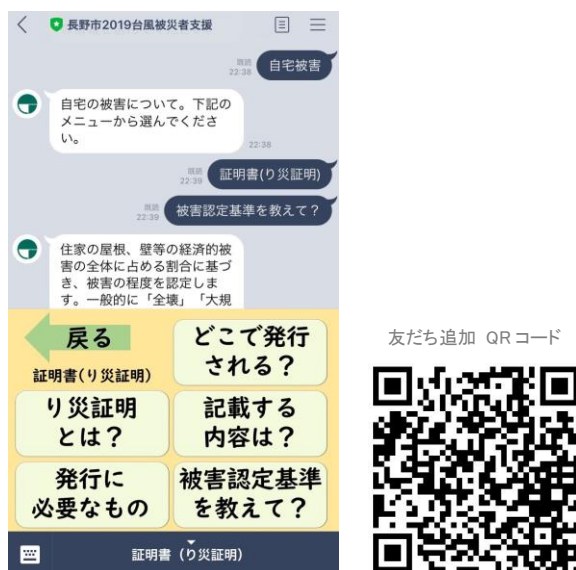 長野市2019台風被災者支援
既読
22:38
自宅被害
自宅の被害について。下記の
メニューから選んでくださ
い。
22:38
既読
22:39
証明書(り災証明)
既読
22:39
被害認定基準を教えて？
住家の屋根、壁等の経済的被
害の全体に占める割合に基づ
き、被害の程度を認定しま
す。一般的に「全壊」「大規
戻る
証明書(り災証明)
どこで発行
される？
り災証明
とは？
記載する
内容は？
発行に
必要なもの
被害認定基準
を教えて？
証明書（り災証明）
友だち追加 QRコード